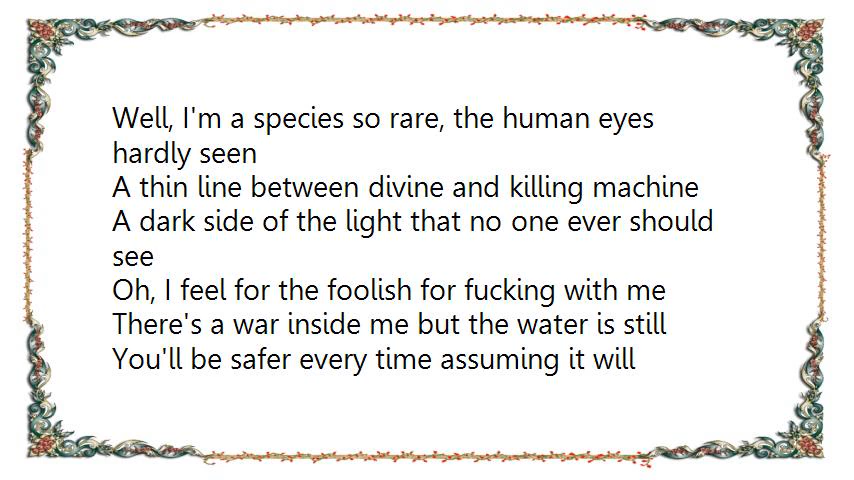 Well, I'm a species so rare, the human eyes
hardly seen
A thin line between divine and killing machine
A dark side of the light that no one ever should
see
Oh, I feel for the foolish for fucking with me
There's a war inside me but the water is still
You'll be safer every time assuming it will